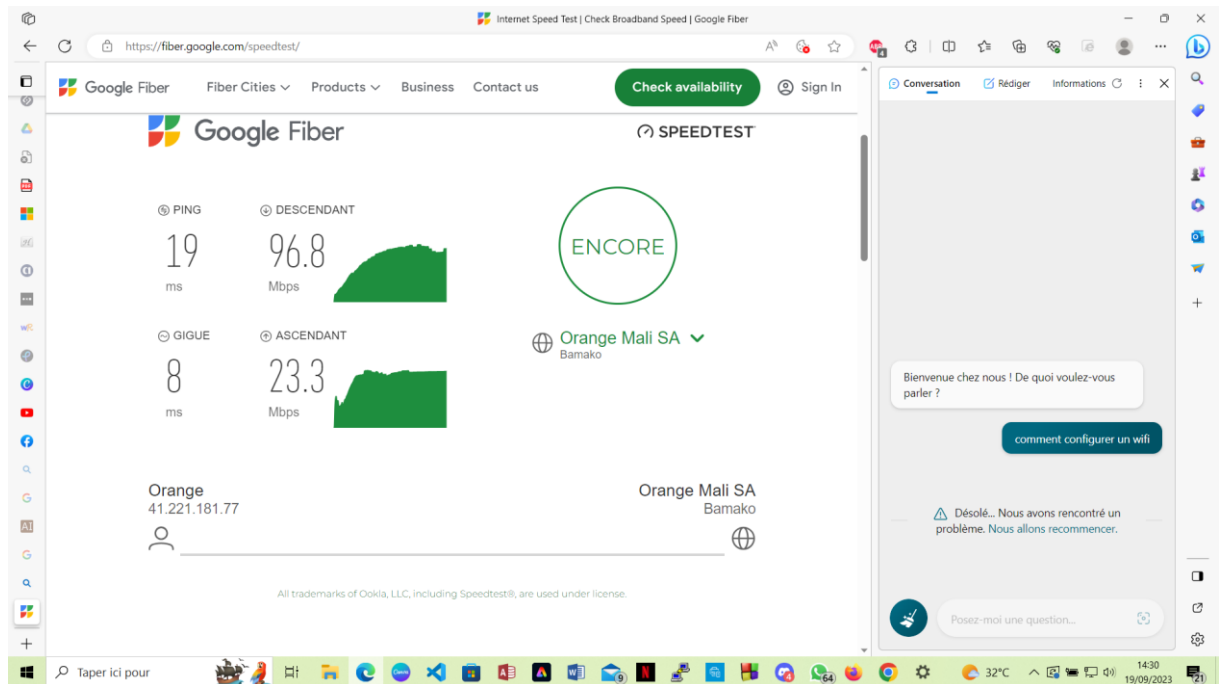 Internet Speed Test | Check Broadband Speed | Google Fiber
https://fiber.google.com/speedtest/
Google Fiber
Fiber Cities
Products
Business
Contact us
Check availability
Sign In
Conversation
Rédiger
Informations
Google Fiber
SPEEDTEST
PING
19
ms
DESCENDANT
96.8
Mbps
ENCORE
GIGUE
8
ms
ASCENDANT
23.3
Mbps
Orange Mali SA
Bamako
Orange
41.221.181.77
Orange Mali SA
Bamako
All trademarks of Ookla, LLC, including Speedtest®, are used under license.
Bienvenue chez nous ! De quoi voulez-vous
parler ?
comment configurer un wifi
Désolé... Nous avons rencontré un
problème. Nous allons recommencer.
Posez-moi une question...
Taper ici pour
32°C
14:30
19/09/2023